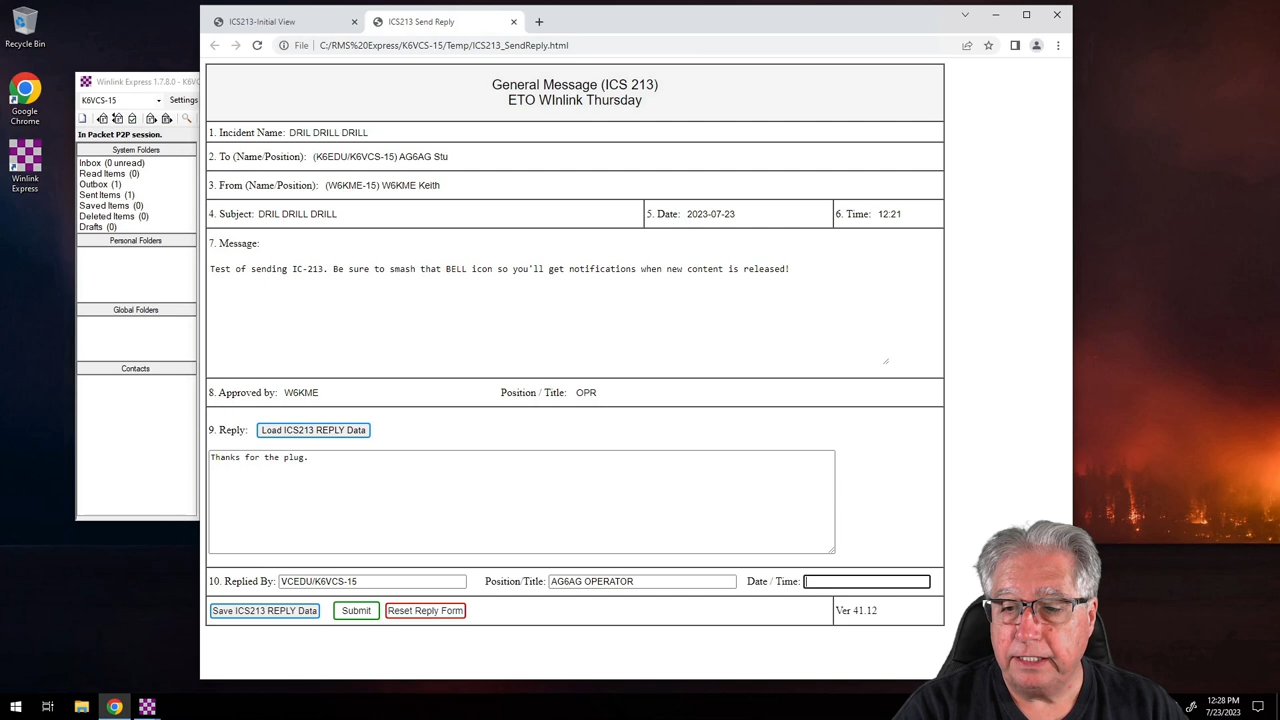 Recycle Bin
Google Chrome
Winlink Express
Winlink Express 1.7.8.0 - K6VC
K6VCS-15
Settings
In Packet P2P session.
System Folders
Inbox (0 unread)
Read Items (0)
Outbox (1)
Sent Items (1)
Saved Items (0)
Deleted Items (0)
Drafts (0)
Personal Folders
Global Folders
Contacts
ICS213-Initial View
ICS213 Send Reply
File C:/RMS%20Express/K6VCS-15/Temp/ICS213_SendReply.html
General Message (ICS 213)
ETO WInlink Thursday
1. Incident Name: DRIL DRILL DRILL
2. To (Name/Position): (K6EDU/K6VCS-15) AG6AG Stu
3. From (Name/Position): (W6KME-15) W6KME Keith
4. Subject: DRIL DRILL DRILL 5. Date: 2023-07-23 6. Time: 12:21
7. Message:
Test of sending IC-213. Be sure to smash that BELL icon so you'll get notifications when new content is released!
8. Approved by: W6KME Position / Title: OPR
9. Reply: Load ICS213 REPLY Data
Thanks for the plug.
10. Replied By: VCEDU/K6VCS-15 Position/Title: AG6AG OPERATOR Date / Time:
Save ICS213 REPLY Data Submit Reset Reply Form Ver 41.12
12:28 PM
7/23/2023